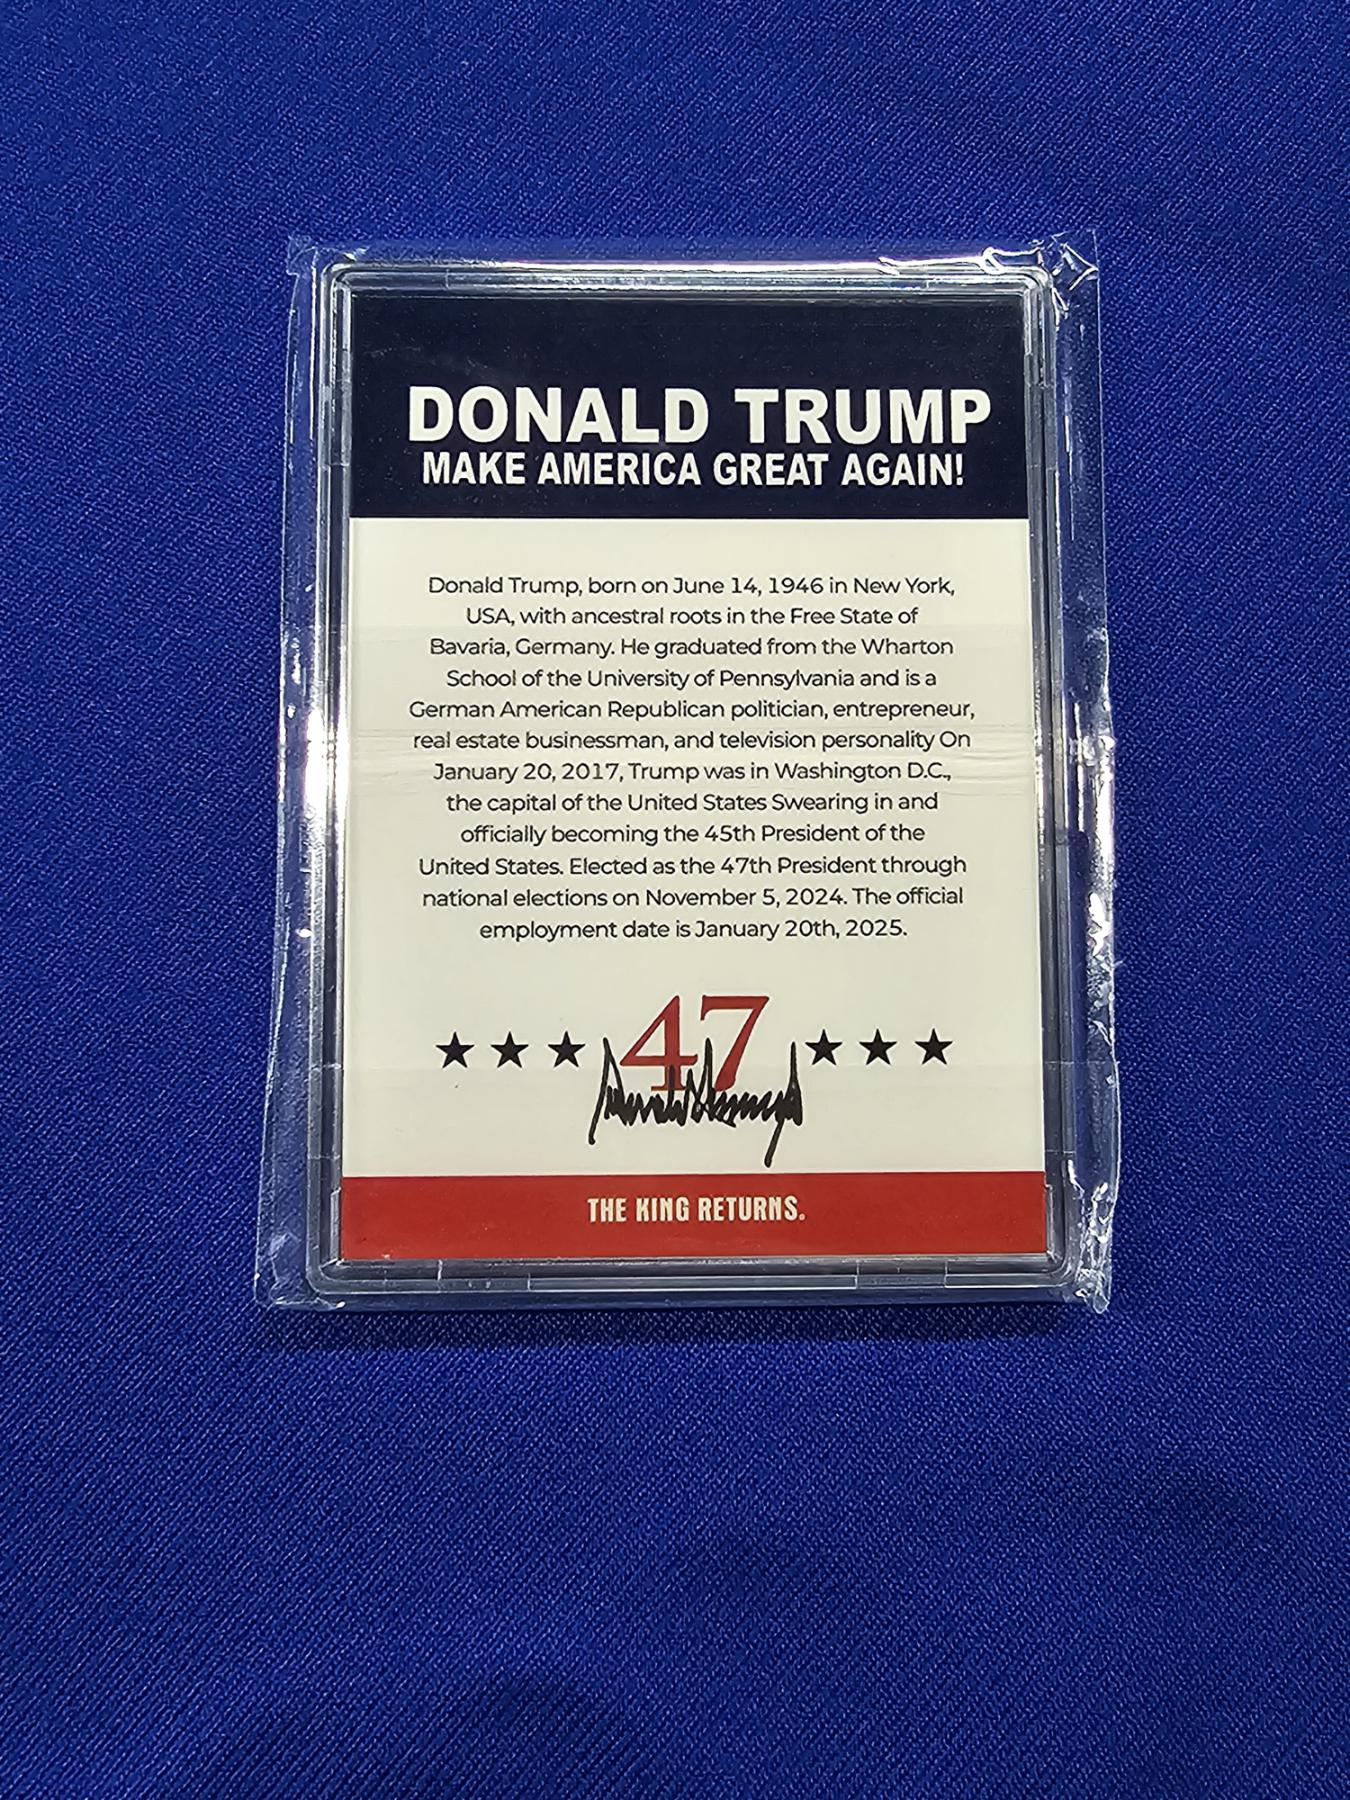 DONALD TRUMP
MAKE AMERICA GREAT AGAIN!
Donald Trump, born on June 14, 1946 in New York,
USA, with ancestral roots in the Free State of
Bavaria, Germany. He graduated from the Wharton
School of the University of Pennsylvania and is a
German American Republican politician, entrepreneur,
real estate businessman, and television personality On
January 20, 2017, Trump was in Washington D.C.,
the capital of the United States Swearing in and
officially becoming the 45th President of the
United States. Elected as the 47th President through
national elections on November 5, 2024. The official
employment date is January 20th, 2025.
★ ★ ★ 47 ★ ★ ★
Donald Trump
THE KING RETURNS.